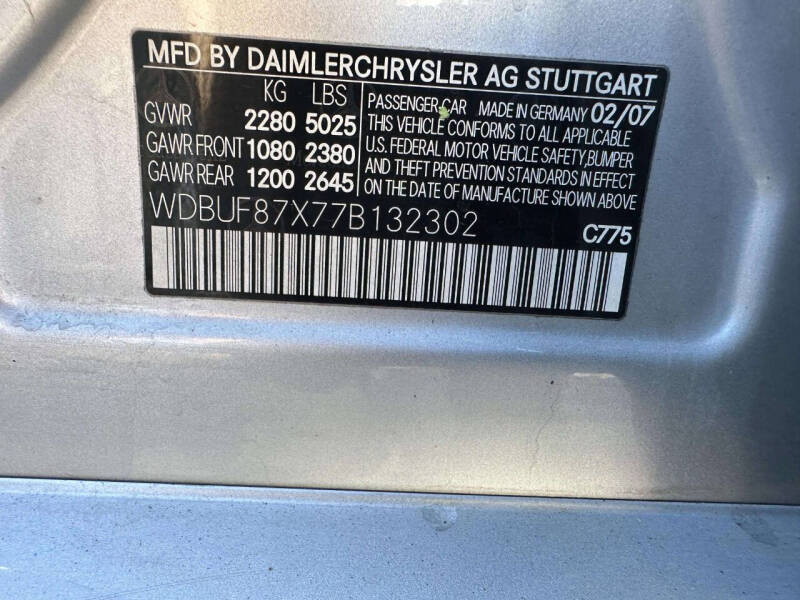 MFD BY DAIMLERCHRYSLER AG STUTTGART
KG LBS
GVWR 2280 5025
GAWR FRONT 1080 2380
GAWR REAR 1200 2645
PASSENGER CAR MADE IN GERMANY 02/07
THIS VEHICLE CONFORMS TO ALL APPLICABLE
U.S. FEDERAL MOTOR VEHICLE SAFETY, BUMPER
AND THEFT PREVENTION STANDARDS IN EFFECT
ON THE DATE OF MANUFACTURE SHOWN ABOVE
WDBUF87X77B132302
C775